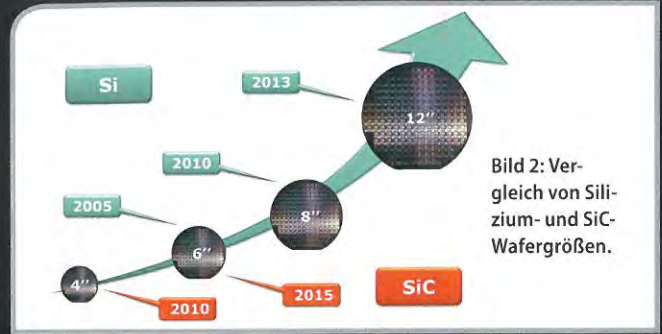 Si
2013
12"
2010
8"
2005
6"
4"
2010
2015
SiC
Bild 2: Ver-
gleich von Sili-
zium- und SiC-
Wafergrößen.